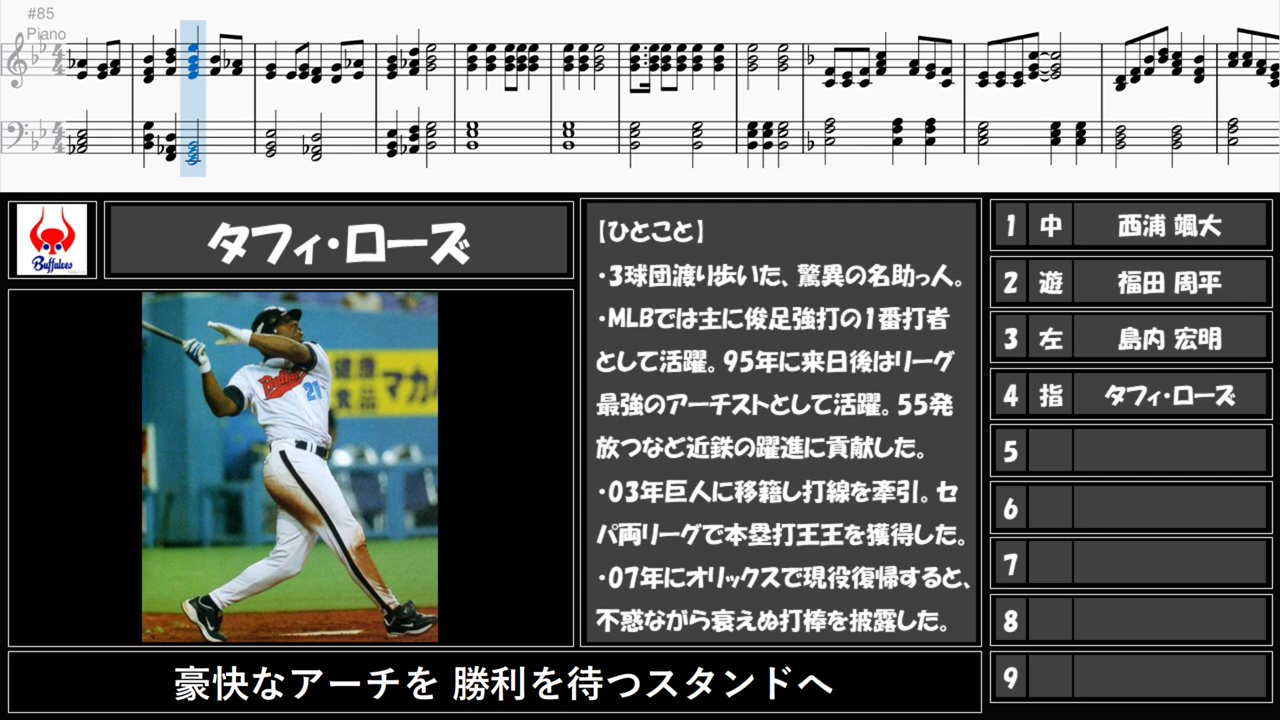 #85
Piano
Buffaloes
タフィ・ローズ
健康
食品
マカ
21
【ひとこと】
・3球団渡り歩いた、驚異の名助っ人。
・MLBでは主に俊足強打の1番打者
として活躍。95年に来日後はリーグ
最強のアーチストとして活躍。55発
放つなど近鉄の躍進に貢献した。
・03年巨人に移籍し打線を牽引。セ
パ両リーグで本塁打王王を獲得した。
・07年にオリックスで現役復帰すると、
不惑ながら衰えぬ打棒を披露した。
1 中 西浦 颯大
2 遊 福田 周平
3 左 島内 宏明
4 指 タフィ・ローズ
5
6
7
8
9
豪快なアーチを 勝利を待つスタンドへ